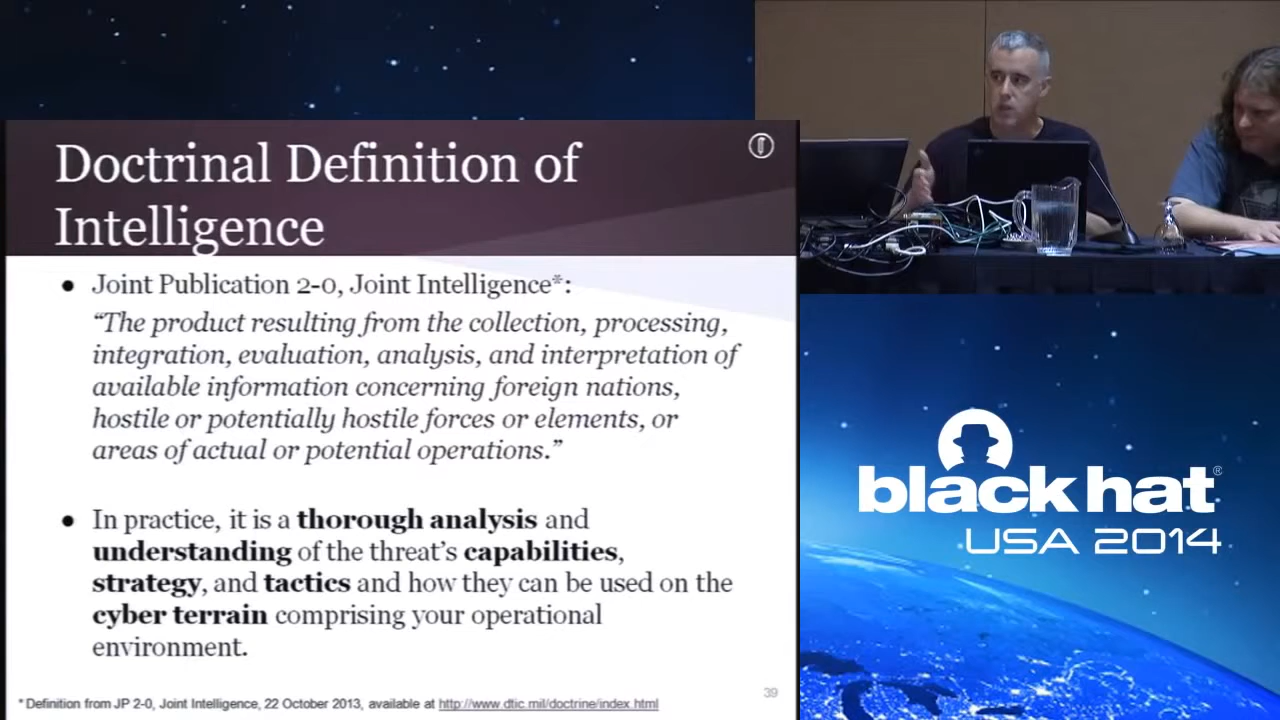 Doctrinal Definition of
Intelligence
● Joint Publication 2-0, Joint Intelligence*:
“The product resulting from the collection, processing,
integration, evaluation, analysis, and interpretation of
available information concerning foreign nations,
hostile or potentially hostile forces or elements, or
areas of actual or potential operations.”
● In practice, it is a thorough analysis and
understanding of the threat’s capabilities,
strategy, and tactics and how they can be used on the
cyber terrain comprising your operational
environment.
39
* Definition from JP 2-0, Joint Intelligence, 22 October 2013, available at http://www.dtic.mil/doctrine/index.html
black hat®
USA 2014